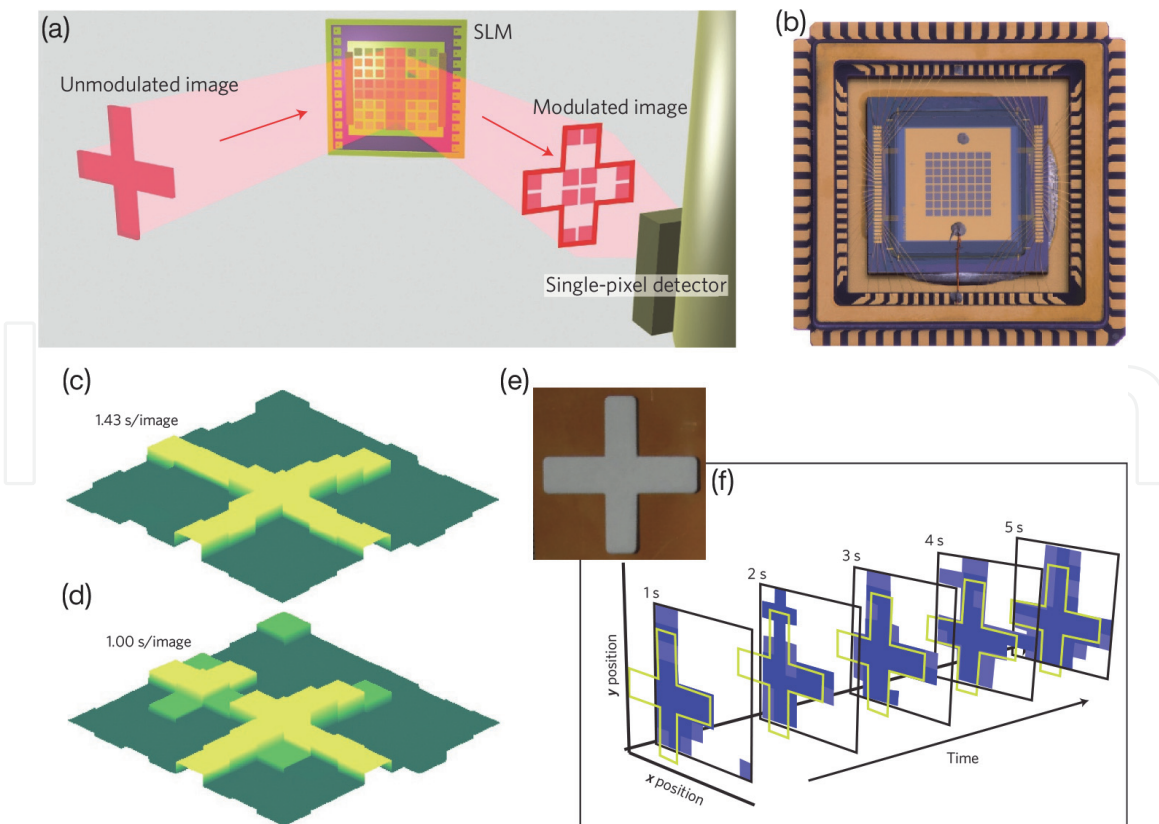 (a)
SLM
Unmodulated image
Modulated image
Single-pixel detector
(b)
(c)
1.43 s/image
(d)
1.00 s/image
(e)
(f)
1 s
2 s
3 s
4 s
5 s
y position
x position
Time